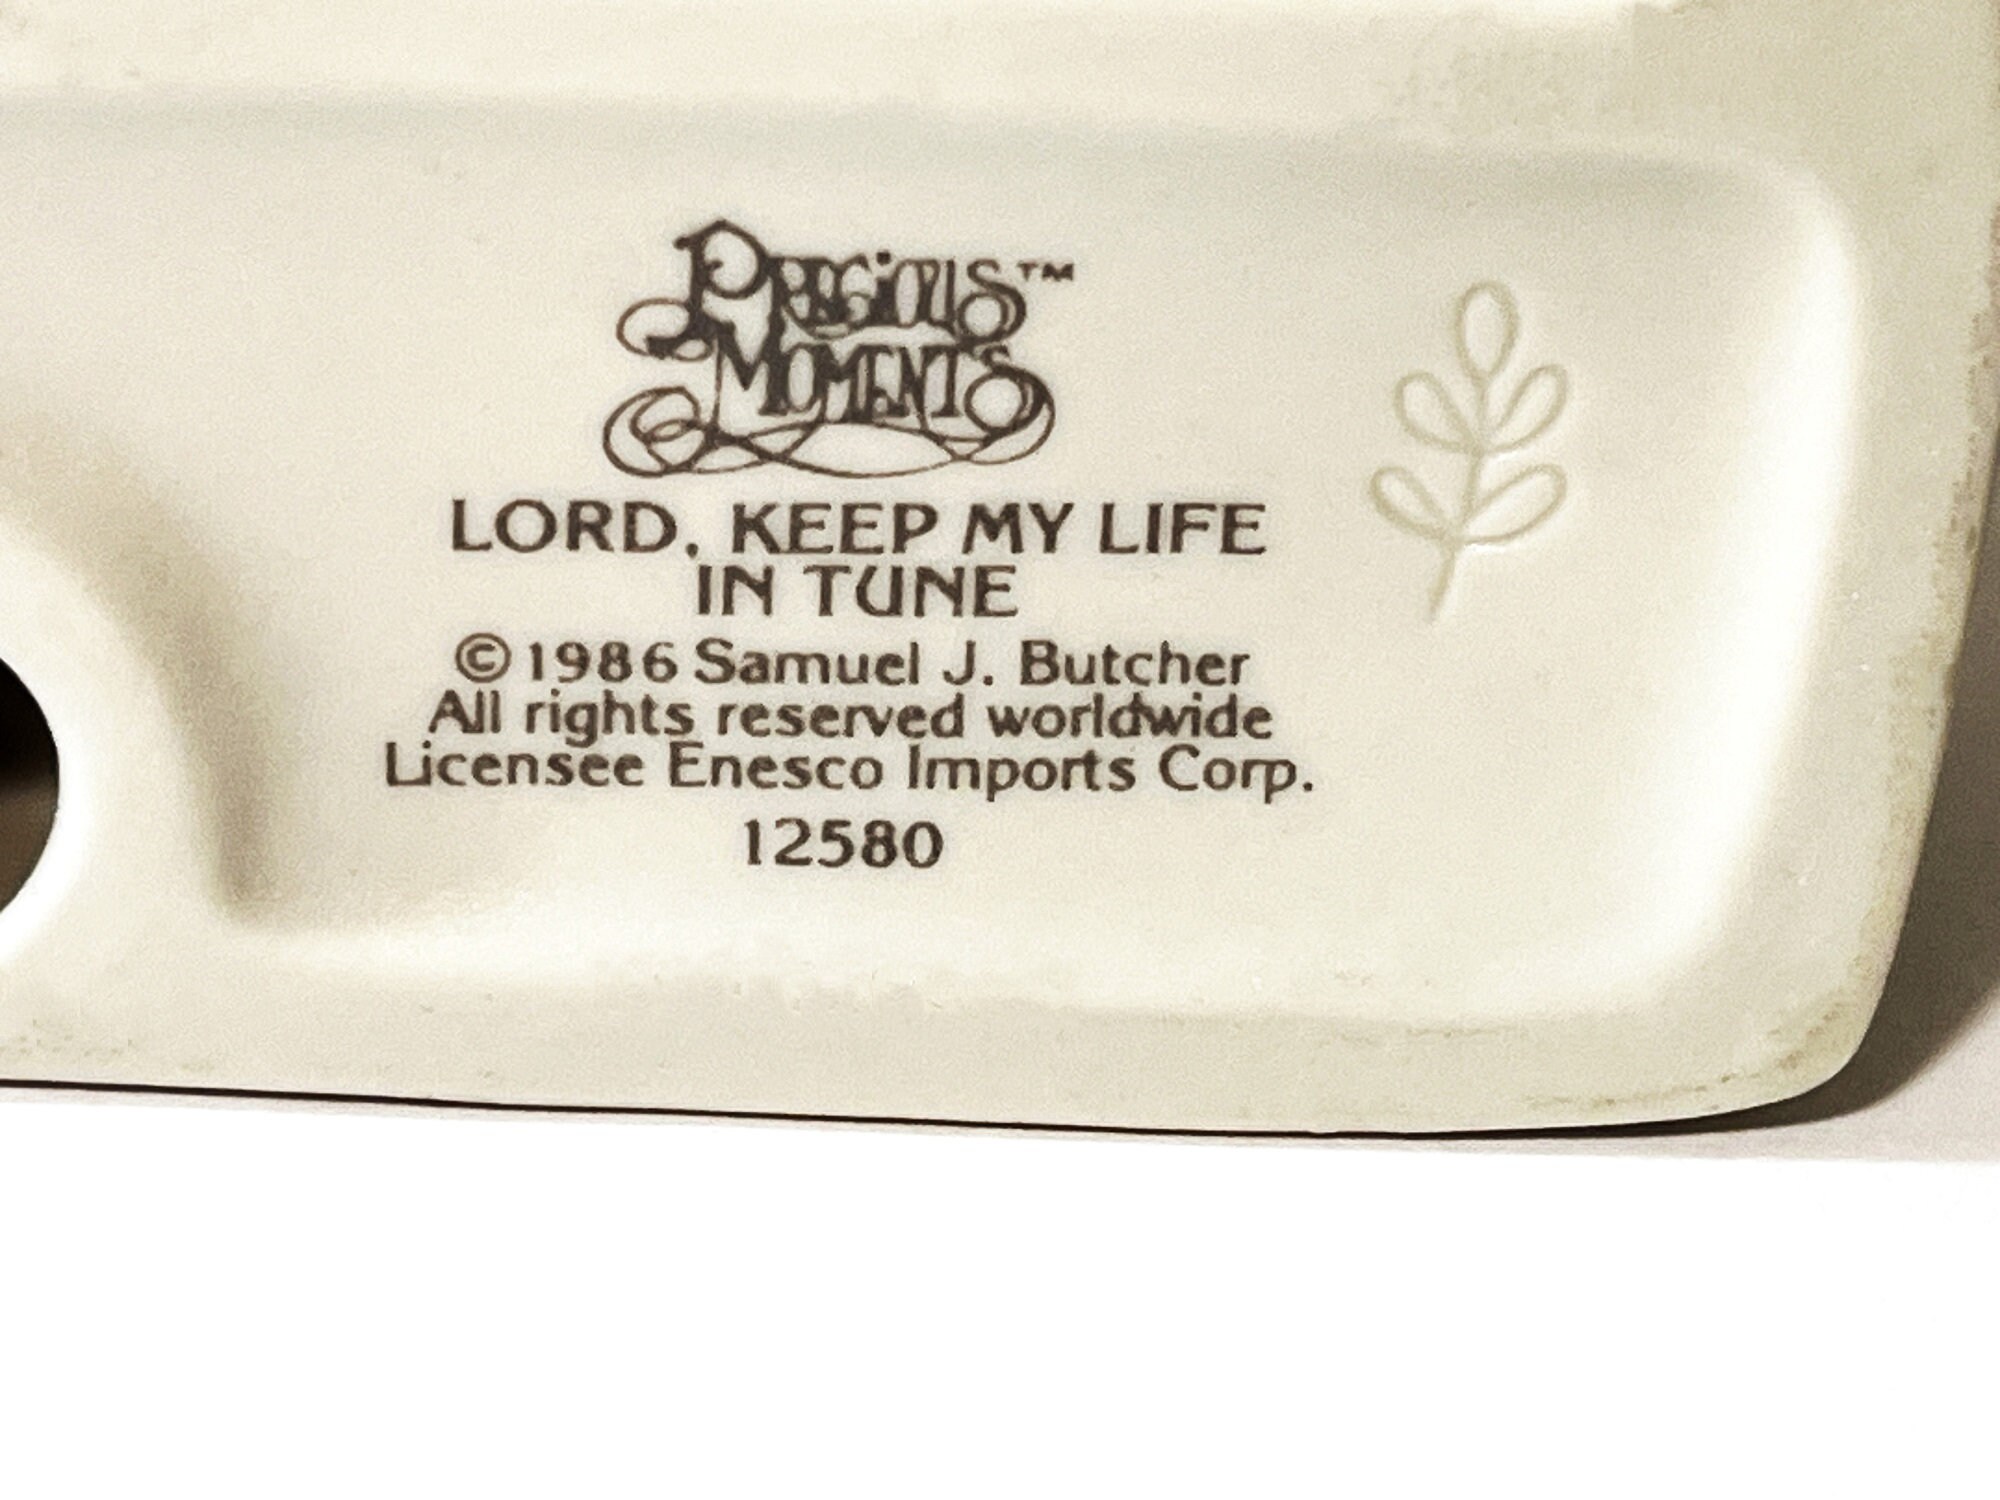 PRECIOUS™
MOMENTS
LORD, KEEP MY LIFE
IN TUNE
©1986 Samuel J. Butcher
All rights reserved worldwide
Licensee Enesco Imports Corp.
12580